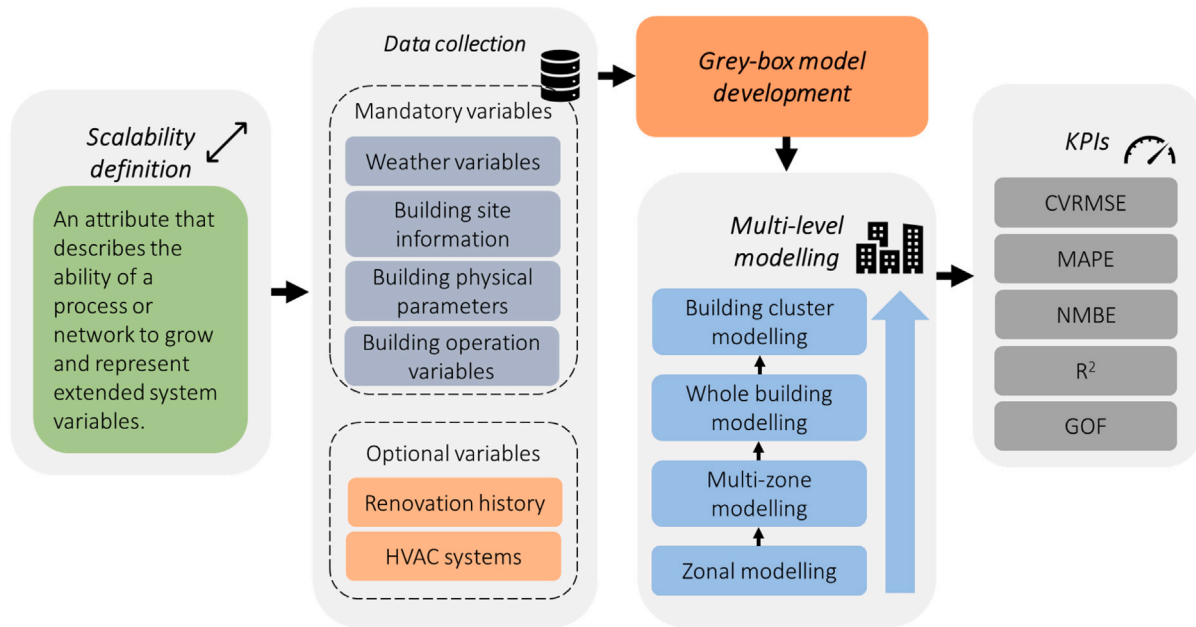 Scalability
definition
An attribute that
describes the
ability of a
process or
network to grow
and represent
extended system
variables.
Data collection
Mandatory variables
Weather variables
Building site
information
Building physical
parameters
Building operation
variables
Optional variables
Renovation history
HVAC systems
Grey-box model
development
Multi-level
modelling
Building cluster
modelling
Whole building
modelling
Multi-zone
modelling
Zonal modelling
KPIs
CVRMSE
MAPE
NMBE
R²
GOF